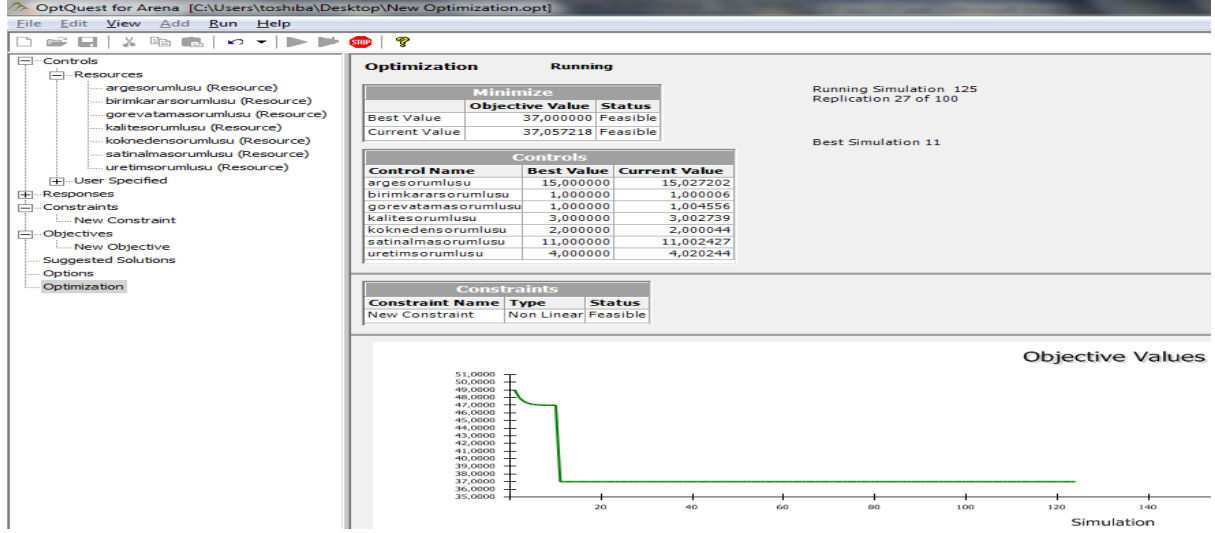 OptQuest for Arena [C:\Users\toshiba\Desktop\New Optimization.opt]
File Edit View Add Run Help
STOP ?
Controls
Resources
argesorumlusu (Resource)
birimkararsorumlusu (Resource)
gorevatamasorumlusu (Resource)
kalitesorumlusu (Resource)
koknedensorumlusu (Resource)
satinalmasorumlusu (Resource)
uretimsorumlusu (Resource)
User Specified
Responses
Constraints
New Constraint
Objectives
New Objective
Suggested Solutions
Options
Optimization
Optimization Running
Running Simulation 125
Replication 27 of 100
Best Simulation 11
Minimize
Objective Value Status
Best Value 37,000000 Feasible
Current Value 37,057218 Feasible
Controls
Control Name Best Value Current Value
argesorumlusu 15,000000 15,027202
birimkararsorumlusu 1,000000 1,000006
gorevatamasorumlusu 1,000000 1,004556
kalitesorumlusu 3,000000 3,002739
koknedensorumlusu 2,000000 2,000044
satinalmasorumlusu 11,000000 11,002427
uretimsorumlusu 4,000000 4,020244
Constraints
Constraint Name Type Status
New Constraint Non Linear Feasible
Objective Values
51,0000
50,0000
49,0000
48,0000
47,0000
46,0000
45,0000
44,0000
43,0000
42,0000
41,0000
40,0000
39,0000
38,0000
37,0000
36,0000
35,0000
20 40 60 80 100 120 140
Simulation